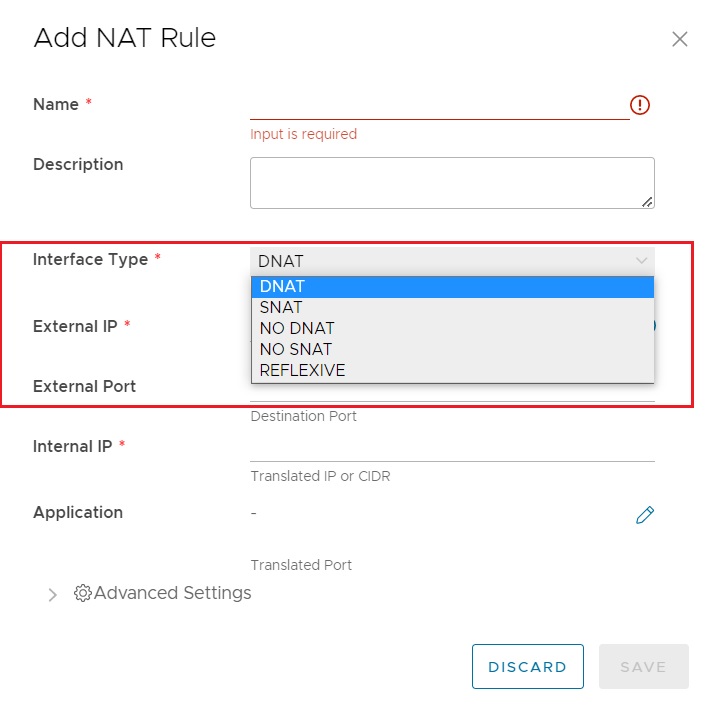 Add NAT Rule
Name *
Input is required
Description
Interface Type * DNAT
DNAT
SNAT
NO DNAT
NO SNAT
REFLEXIVE
External IP *
External Port
Destination Port
Internal IP *
Translated IP or CIDR
Application -
Translated Port
Advanced Settings
DISCARD SAVE